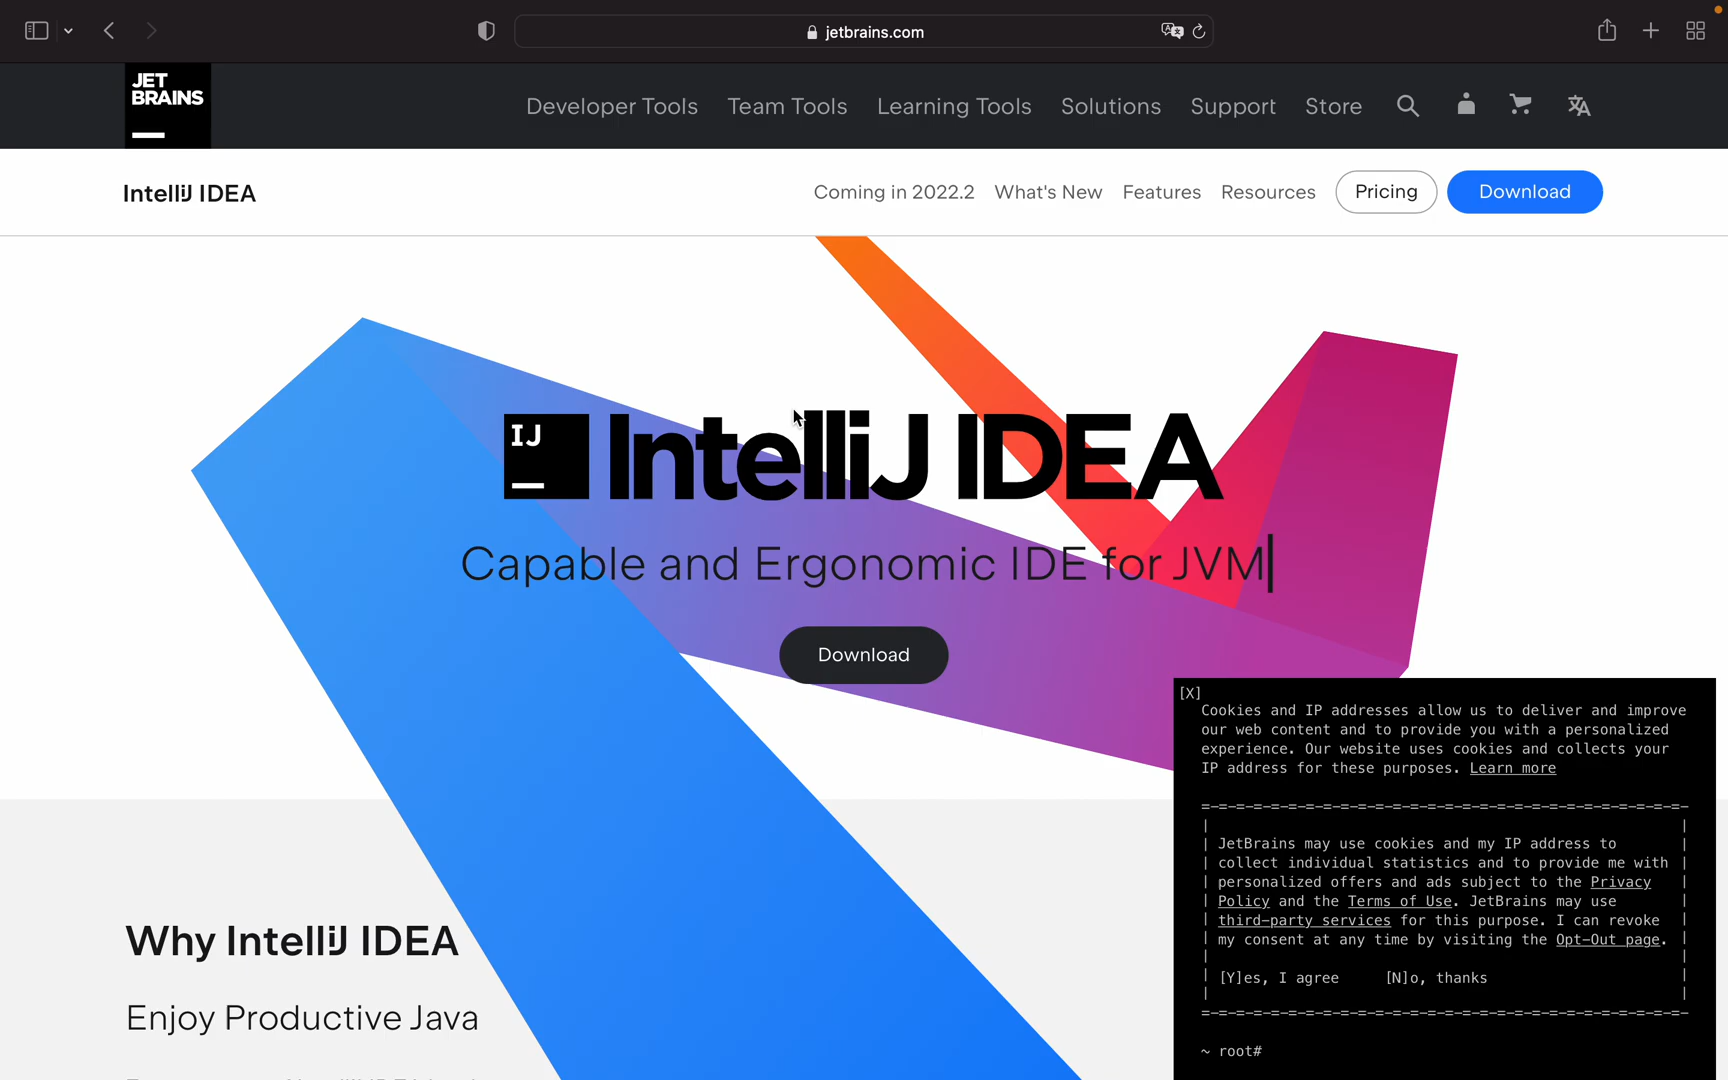 jetbrains.com
JET
BRAINS
Developer Tools Team Tools Learning Tools Solutions Support Store
IntelliJ IDEA
Coming in 2022.2 What's New Features Resources Pricing Download
IJ
IntelliJ IDEA
Capable and Ergonomic IDE for JVM
Download
[X]
Cookies and IP addresses allow us to deliver and improve
our web content and to provide you with a personalized
experience. Our website uses cookies and collects your
IP address for these purposes. Learn more
JetBrains may use cookies and my IP address to
collect individual statistics and to provide me with
personalized offers and ads subject to the Privacy
Policy and the Terms of Use. JetBrains may use
third-party services for this purpose. I can revoke
my consent at any time by visiting the Opt-Out page.
[Y]es, I agree [N]o, thanks
~ root#
Why IntelliJ IDEA
Enjoy Productive Java